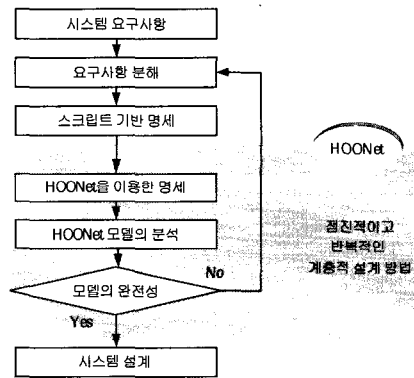 시스템 요구사항
요구사항 분해
스크립트 기반 명세
HOONet을 이용한 명세
HOONet 모델의 분석
모델의 완전성
No
Yes
시스템 설계
HOONet
점진적이고
반복적인
계층적 설계 방법